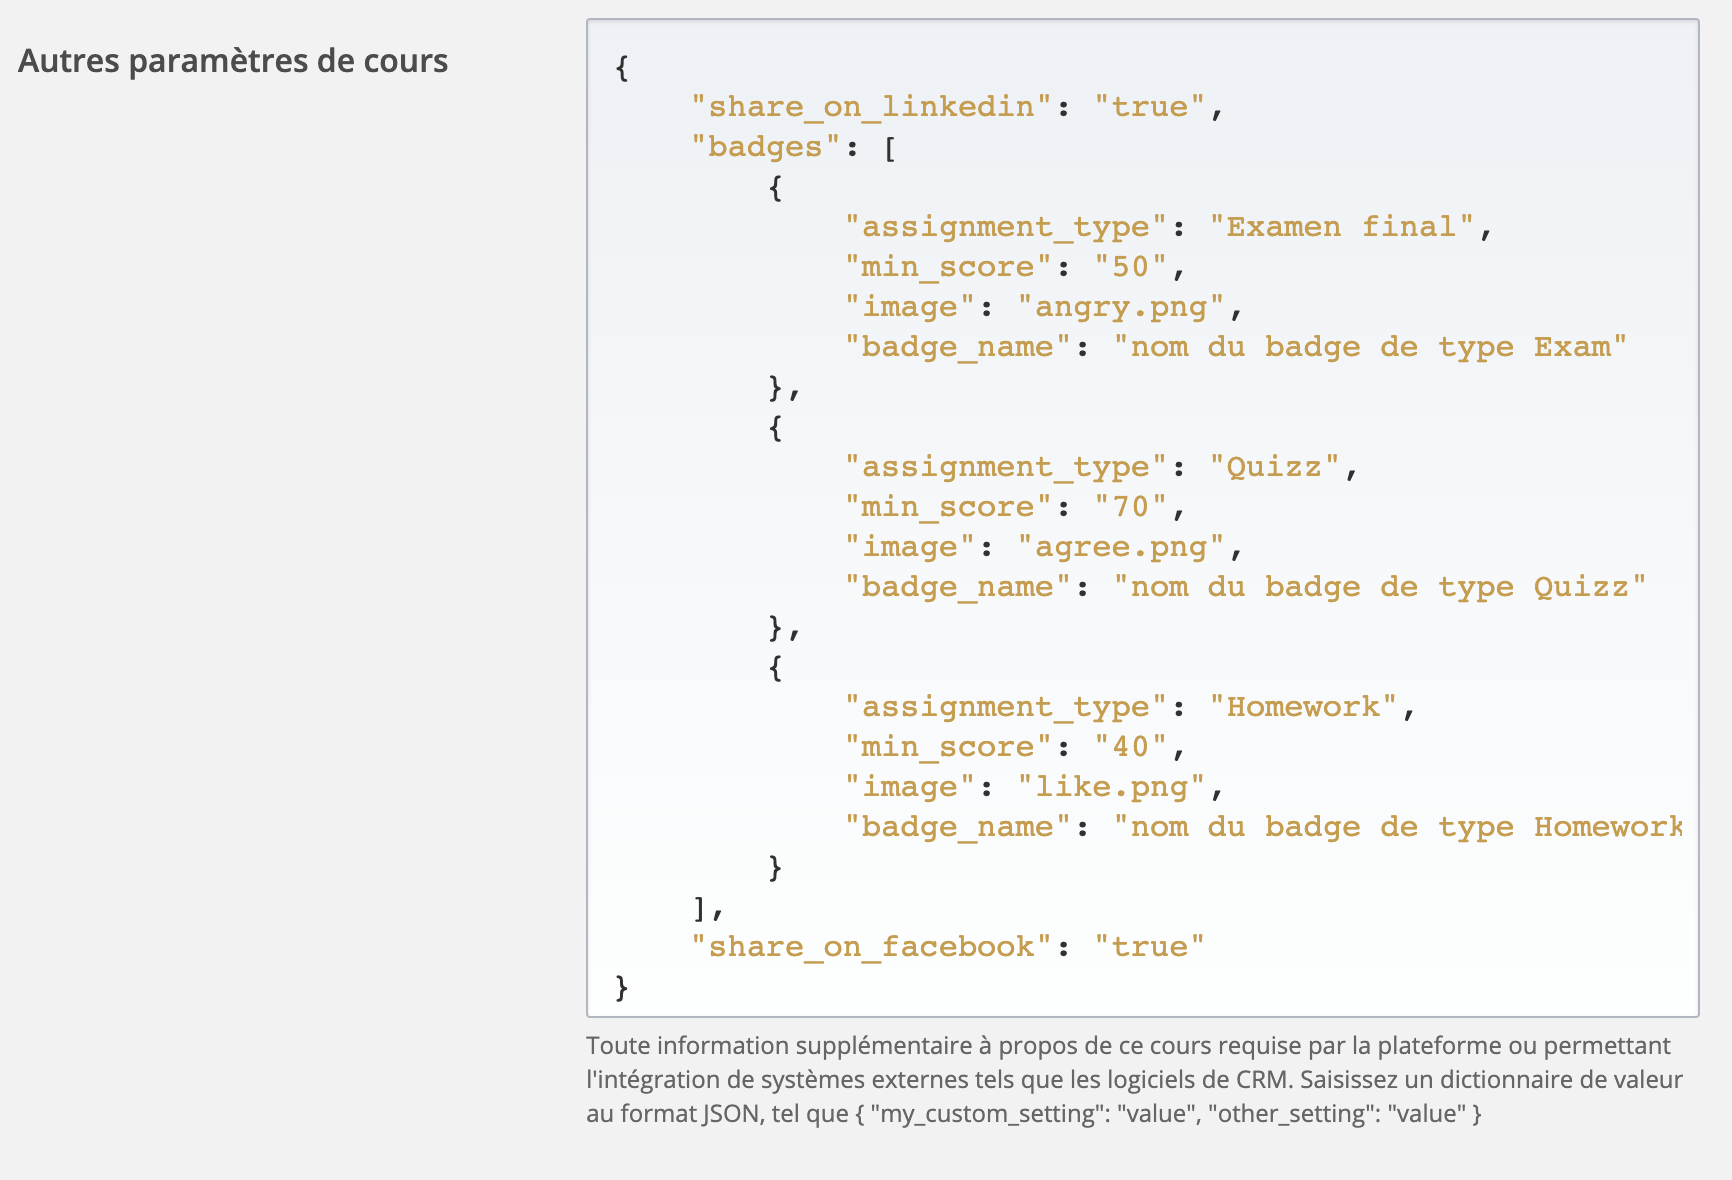 Autres paramètres de cours
{
"share_on_linkedin": "true",
"badges": [
{
"assignment_type": "Examen final",
"min_score": "50",
"image": "angry.png",
"badge_name": "nom du badge de type Exam"
},
{
"assignment_type": "Quizz",
"min_score": "70",
"image": "agree.png",
"badge_name": "nom du badge de type Quizz"
},
{
"assignment_type": "Homework",
"min_score": "40",
"image": "like.png",
"badge_name": "nom du badge de type Homework
}
],
"share_on_facebook": "true"
}
Toute information supplémentaire à propos de ce cours requise par la plateforme ou permettant
l'intégration de systèmes externes tels que les logiciels de CRM. Saisissez un dictionnaire de valeur
au format JSON, tel que { "my_custom_setting": "value", "other_setting": "value" }